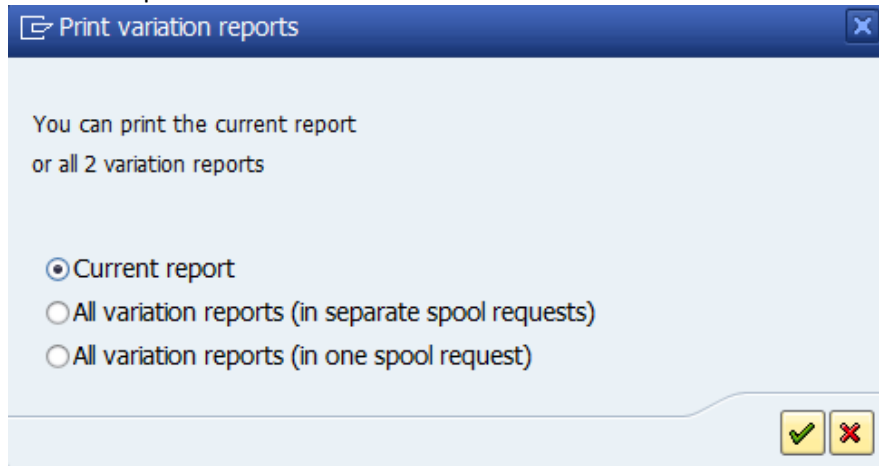 Print variation reports
You can print the current report
or all 2 variation reports
Current report
All variation reports (in separate spool requests)
All variation reports (in one spool request)